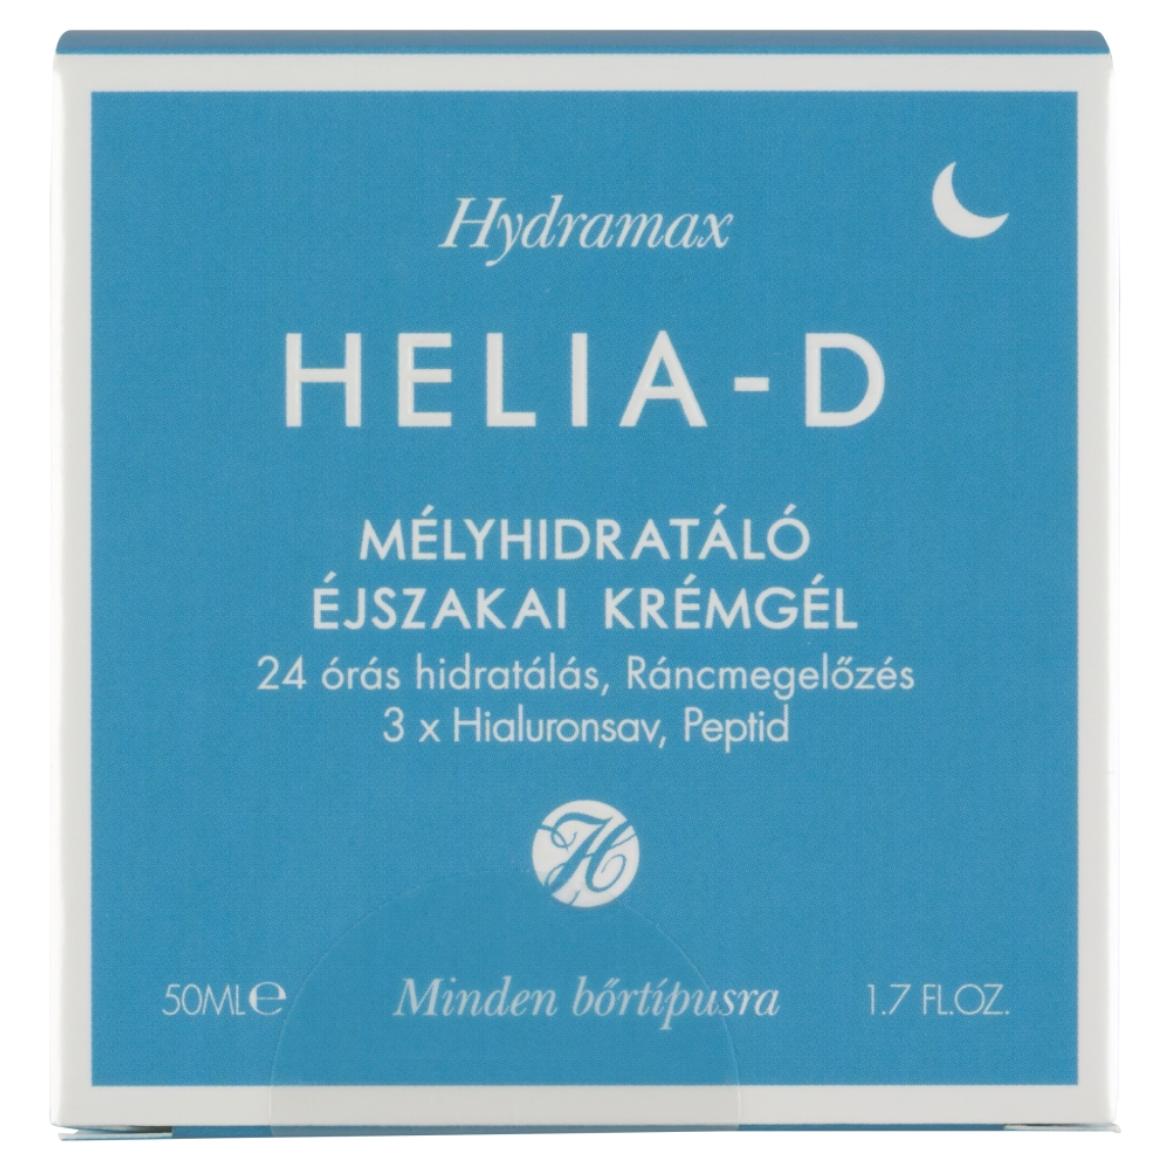 Hydramax
HELIA-D
MÉLYHIDRATÁLÓ
ÉJSZAKAI KRÉMGÉL
24 órás hidratálás, Ráncmegelőzés
3 x Hialuronsav, Peptid
H
50ML℮ Minden bőrtípusra 1.7 FL.OZ.